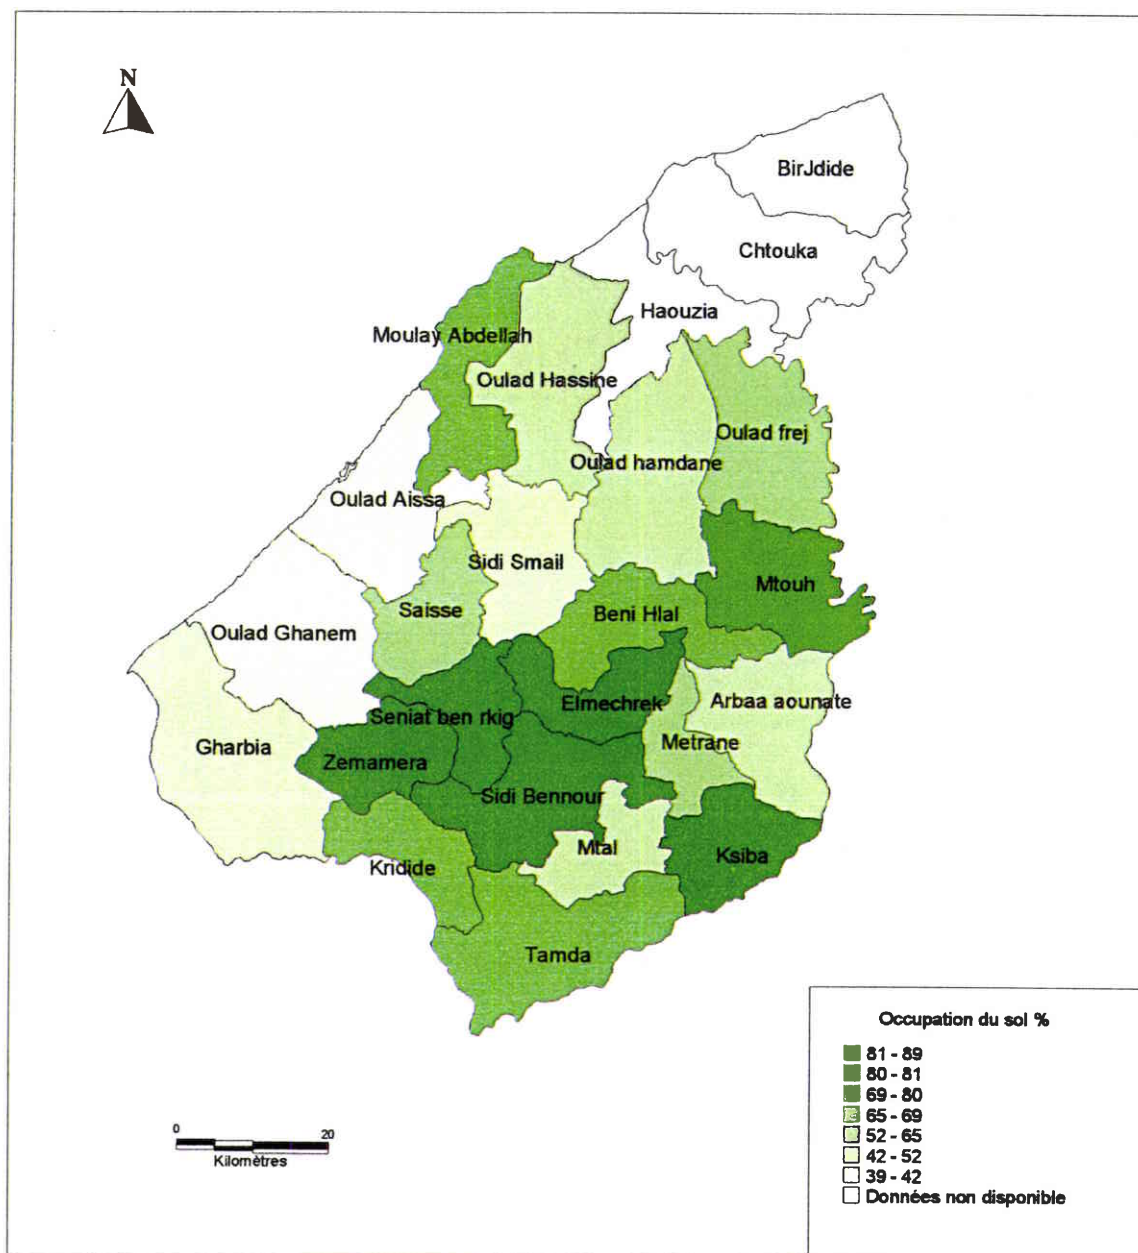 N
BirJdide
Chtouka
Haouzia
Moulay Abdellah
Oulad Hassine
Oulad frej
Oulad hamdane
Oulad Aissa
Sidi Smail
Mtouh
Saisse
Beni Hlal
Oulad Ghanem
Elmechrek
Arbaa aounate
Seniat ben rkig
Metrane
Gharbia
Zemamera
Sidi Bennour
Mtal
Ksiba
Kridide
Tamda
Occupation du sol %
81 - 89
80 - 81
69 - 80
65 - 69
52 - 65
42 - 52
39 - 42
Données non disponible
0 20
Kilomètres